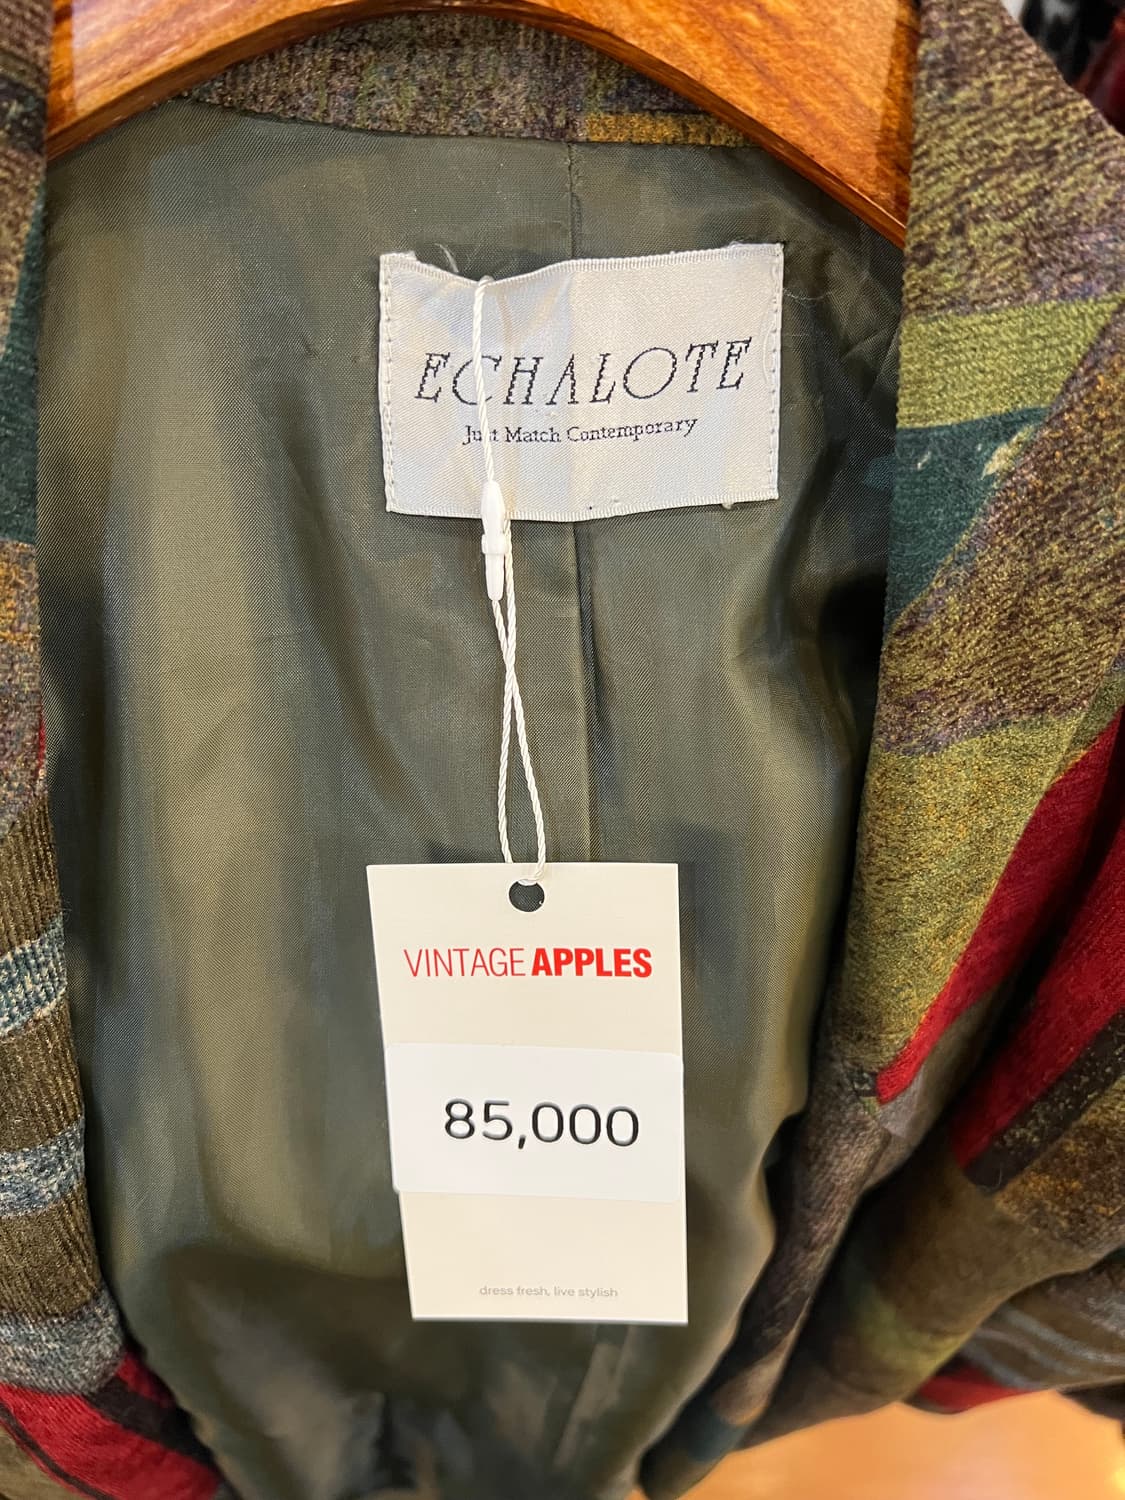 ECHALOTE
Just Match Contemporary
VINTAGE APPLES
85,000
dress fresh, live stylish